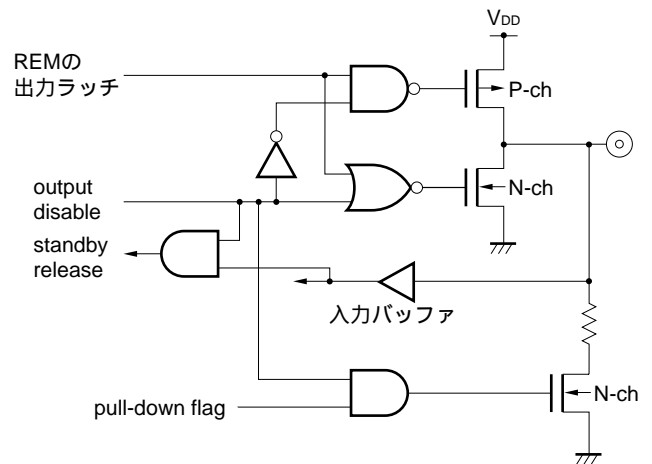 VDD
REMの
出力ラッチ
P-ch
output
disable
N-ch
standby
release
入力バッファ
pull-down flag
N-ch